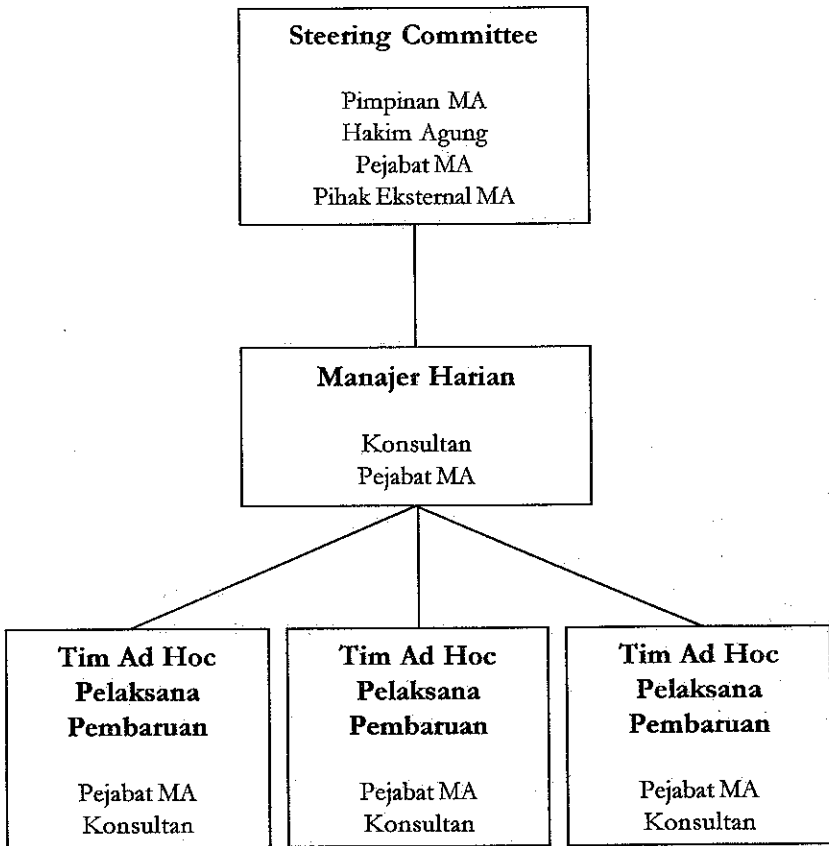 Steering Committee
Pimpinan MA
Hakim Agung
Pejabat MA
Pihak Eksternal MA
Manajer Harian
Konsultan
Pejabat MA
Tim Ad Hoc
Pelaksana
Pembaruan
Pejabat MA
Konsultan
Tim Ad Hoc
Pelaksana
Pembaruan
Pejabat MA
Konsultan
Tim Ad Hoc
Pelaksana
Pembaruan
Pejabat MA
Konsultan